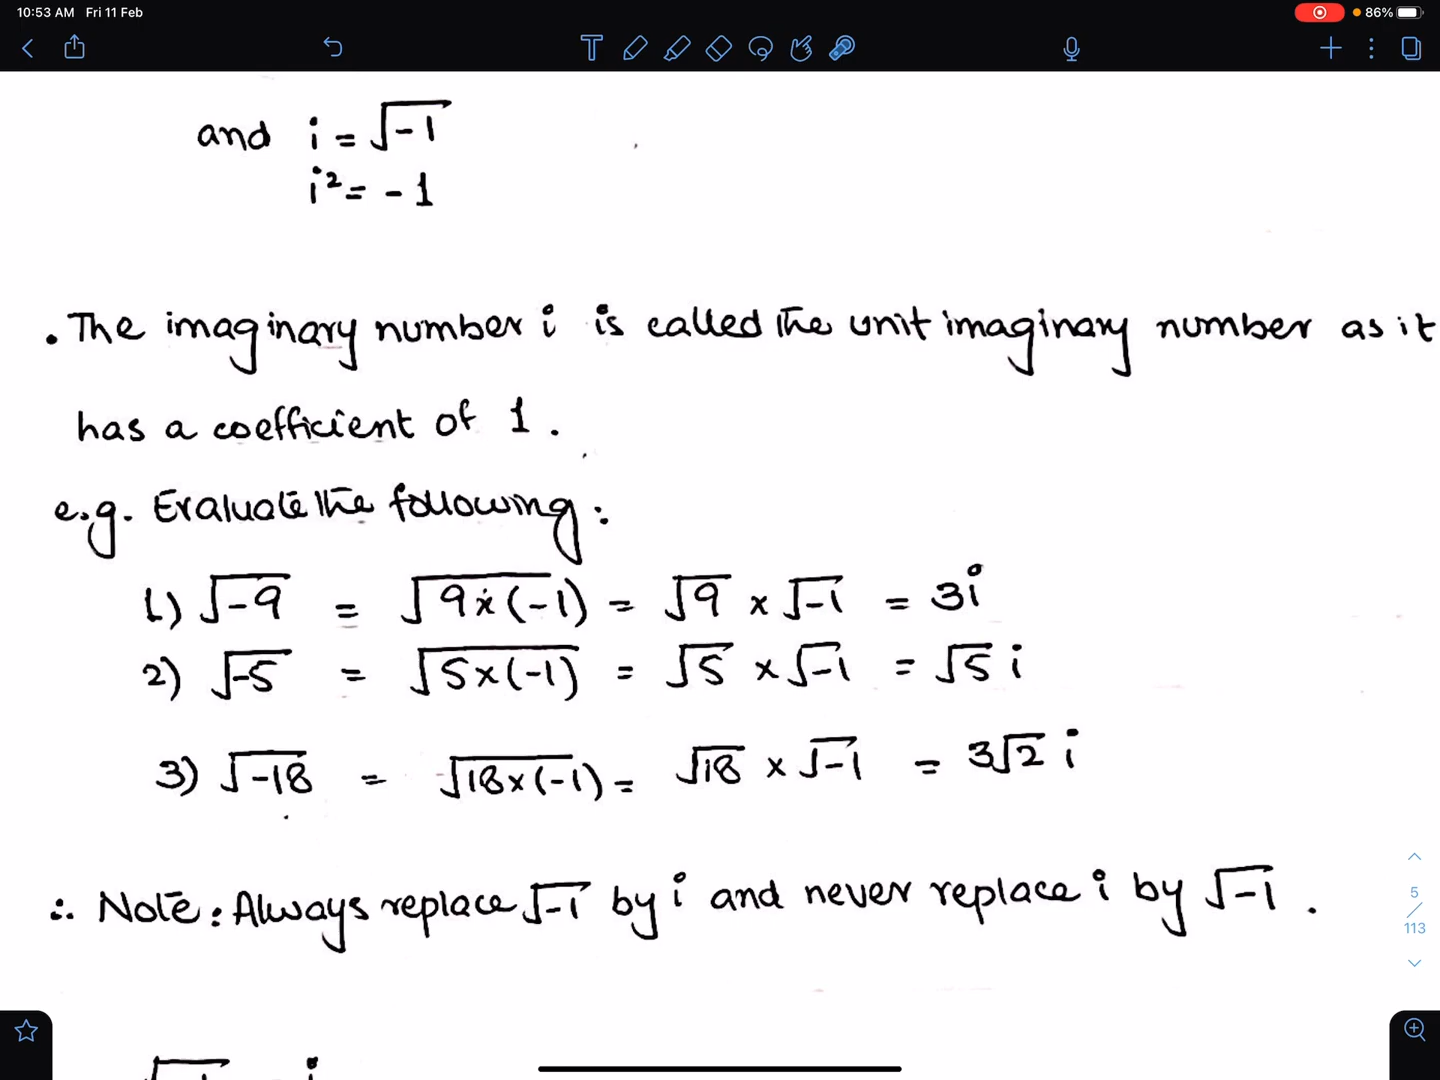 10:53 AM Fri 11 Feb 86%
and i = √-1
i² = -1
. The imaginary number i is called the unit imaginary number as it
has a coefficient of 1.
e.g. Evaluate the following:
1) √-9 = √9×(-1) = √9 × √-1 = 3i
2) √-5 = √5×(-1) = √5 × √-1 = √5 i
3) √-18 = √18×(-1) = √18 × √-1 = 3√2 i
∴ Note: Always replace √-1 by i and never replace i by √-1.
5
/
113